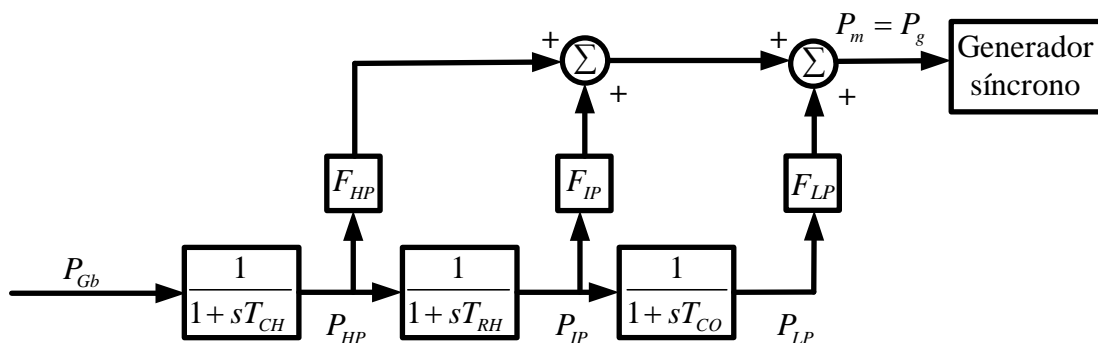 P_m = P_g
Generador
síncrono
+
Σ
+
+
Σ
+
F_HP
F_IP
F_LP
P_Gb
1
1 + sT_CH
P_HP
1
1 + sT_RH
P_IP
1
1 + sT_CO
P_LP